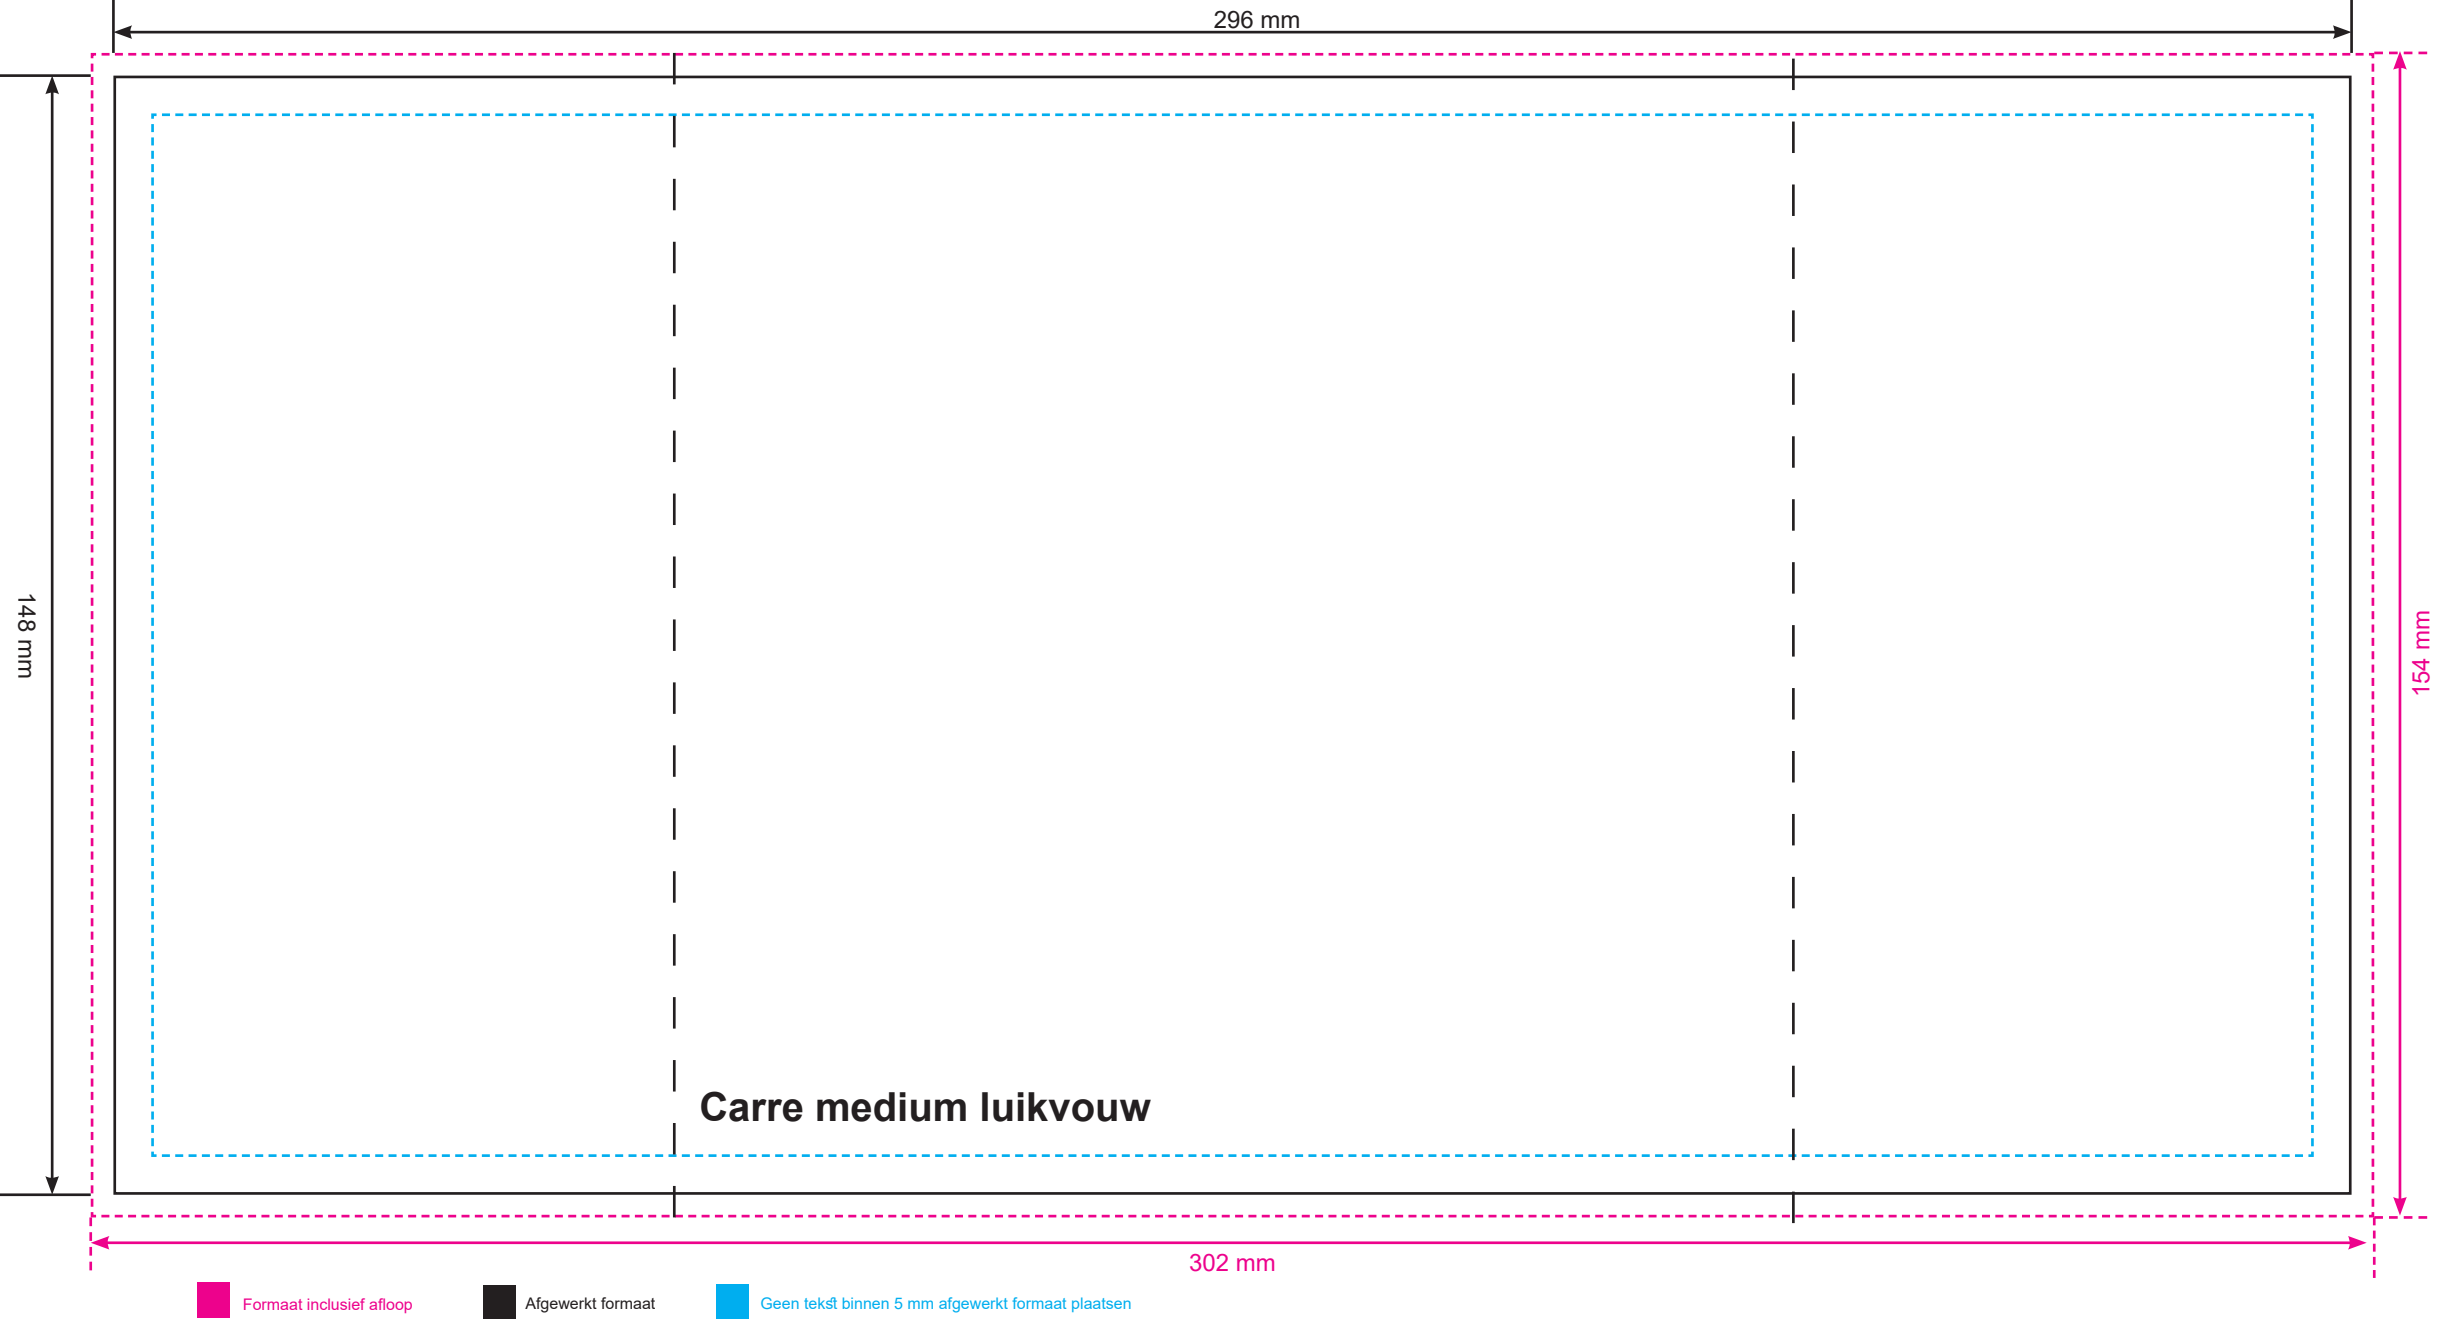 296 mm
148 mm
154 mm
Carre medium luikvouw
302 mm
Formaat inclusief afloop
Afgewerkt formaat
Geen tekst binnen 5 mm afgewerkt formaat plaatsen